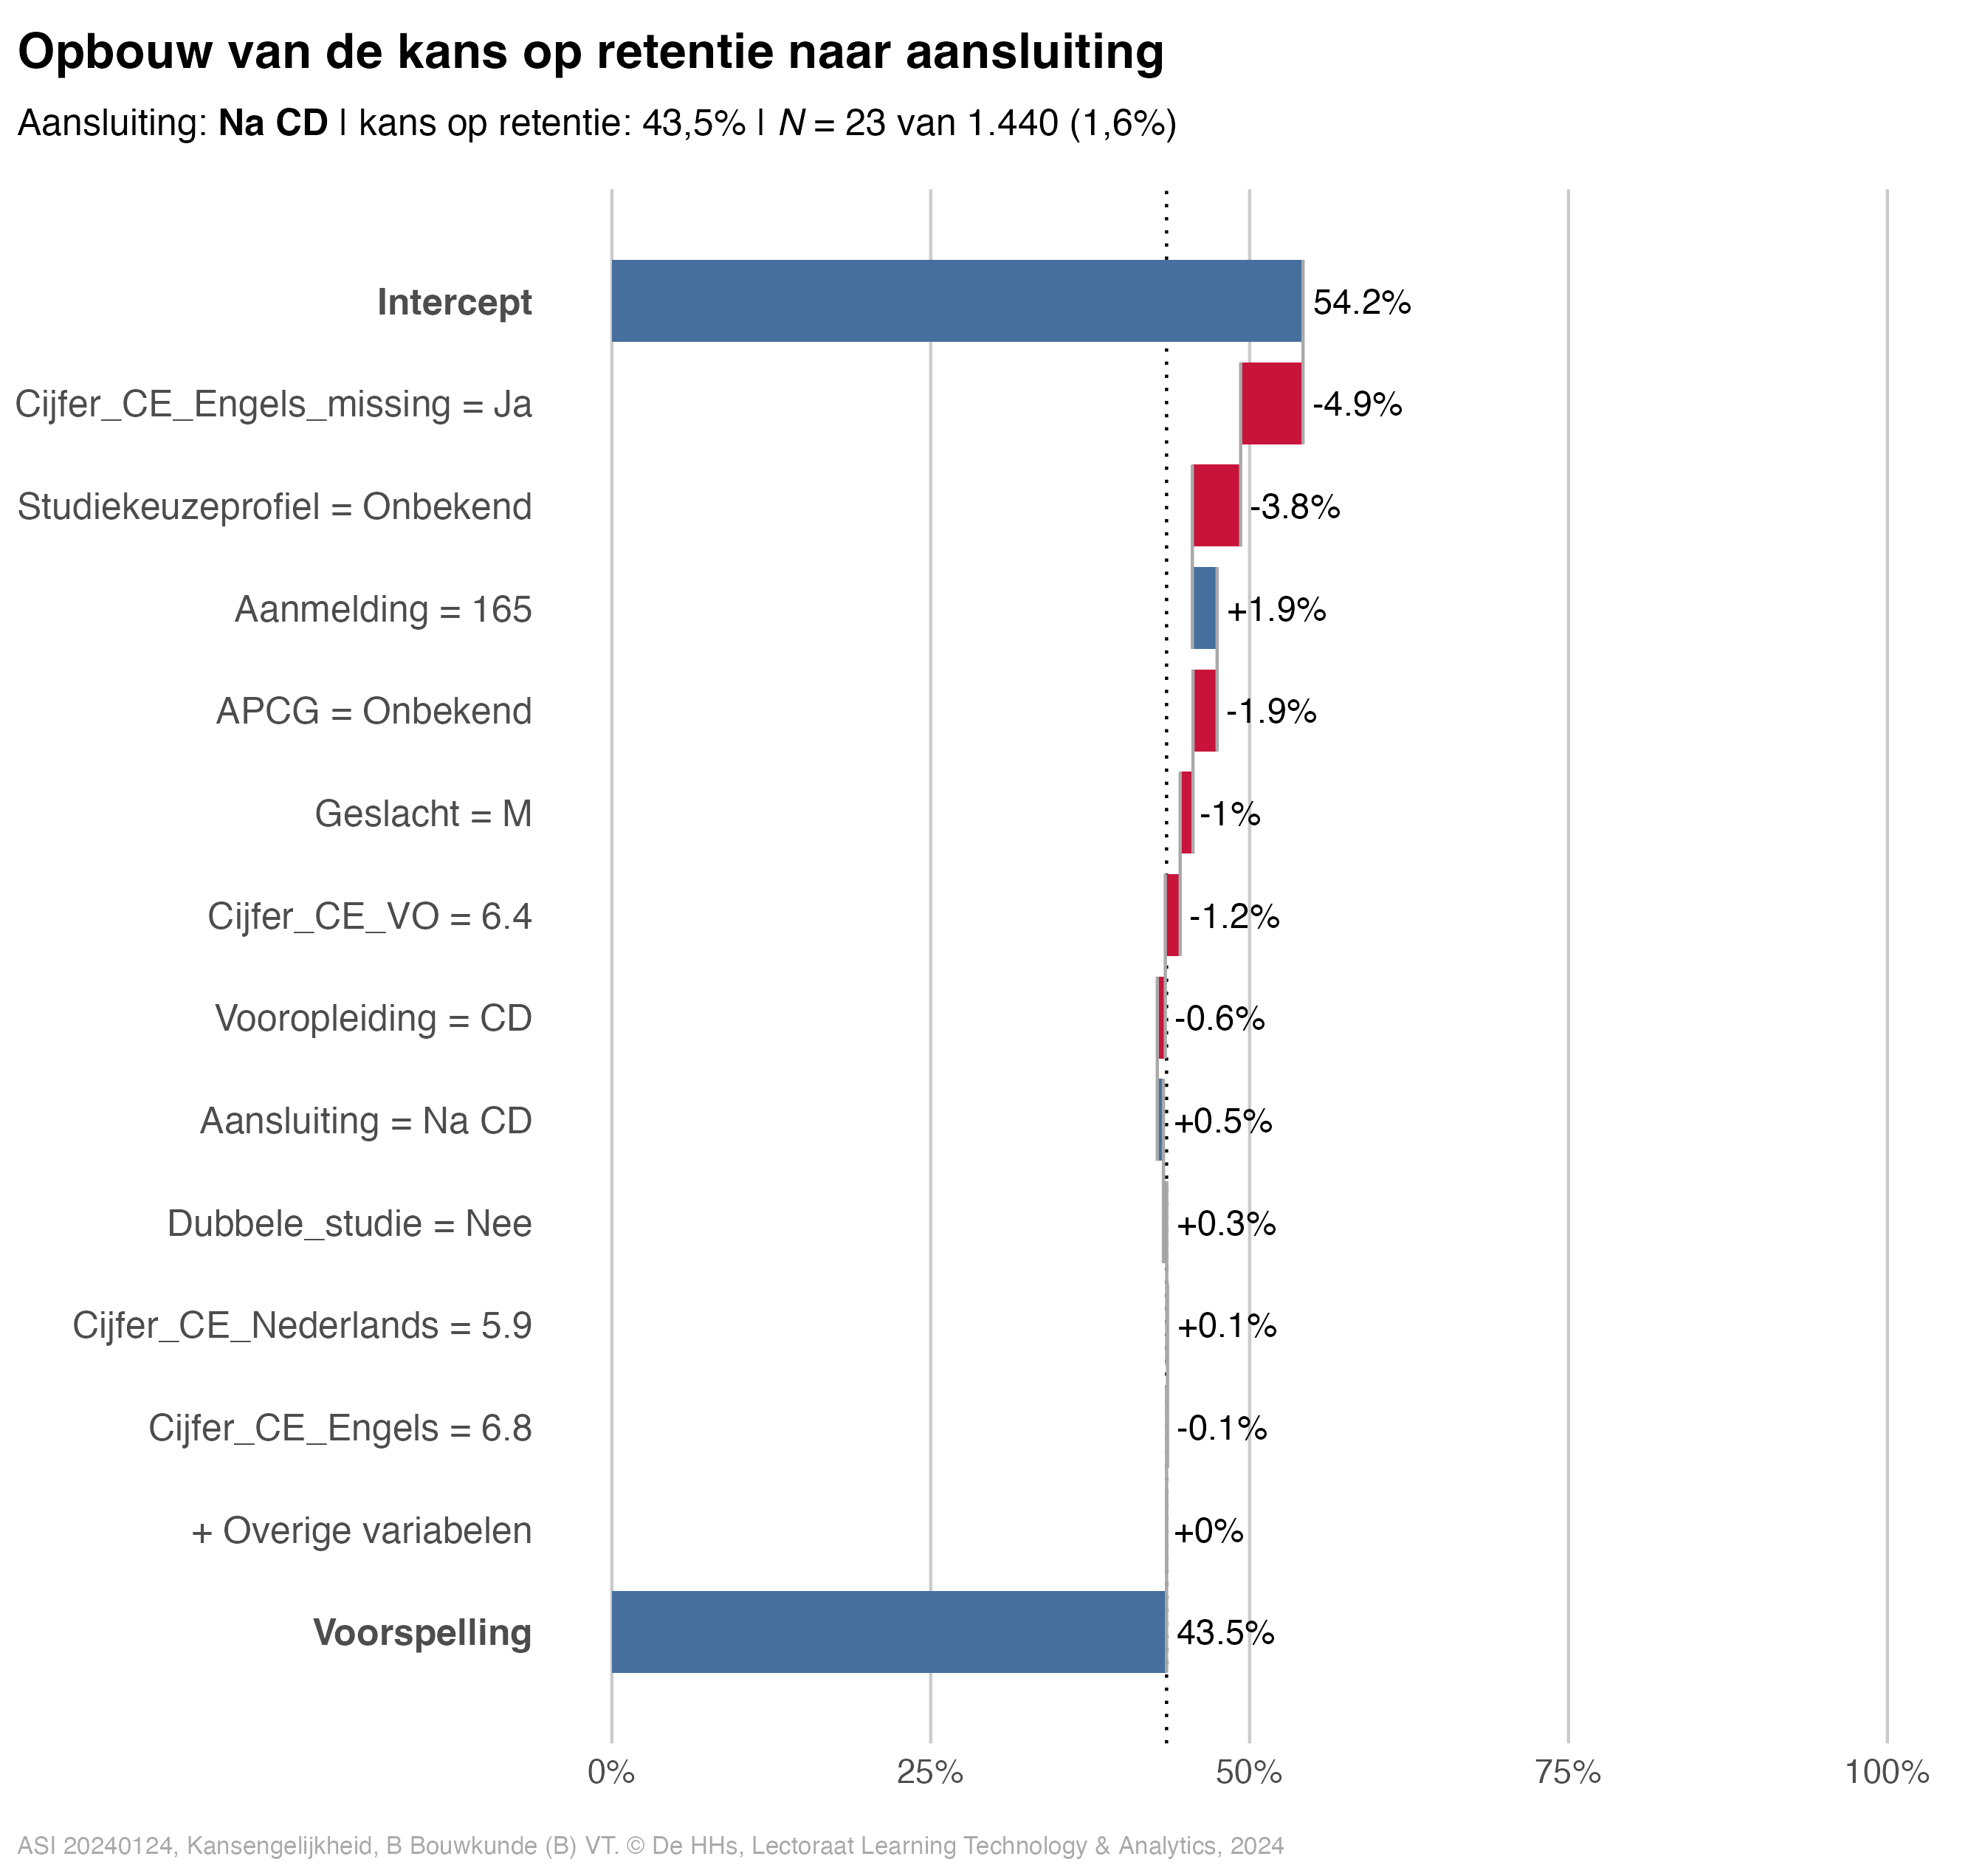 Opbouw van de kans op retentie naar aansluiting
Aansluiting: Na CD | kans op retentie: 43,5% | N = 23 van 1.440 (1,6%)
Intercept 54.2%
Cijfer_CE_Engels_missing = Ja -4.9%
Studiekeuzeprofiel = Onbekend -3.8%
Aanmelding = 165 +1.9%
APCG = Onbekend -1.9%
Geslacht = M -1%
Cijfer_CE_VO = 6.4 -1.2%
Vooropleiding = CD -0.6%
Aansluiting = Na CD +0.5%
Dubbele_studie = Nee +0.3%
Cijfer_CE_Nederlands = 5.9 +0.1%
Cijfer_CE_Engels = 6.8 -0.1%
+ Overige variabelen +0%
Voorspelling 43.5%
0% 25% 50% 75% 100%
ASI 20240124, Kansengelijkheid, B Bouwkunde (B) VT. © De HHs, Lectoraat Learning Technology & Analytics, 2024